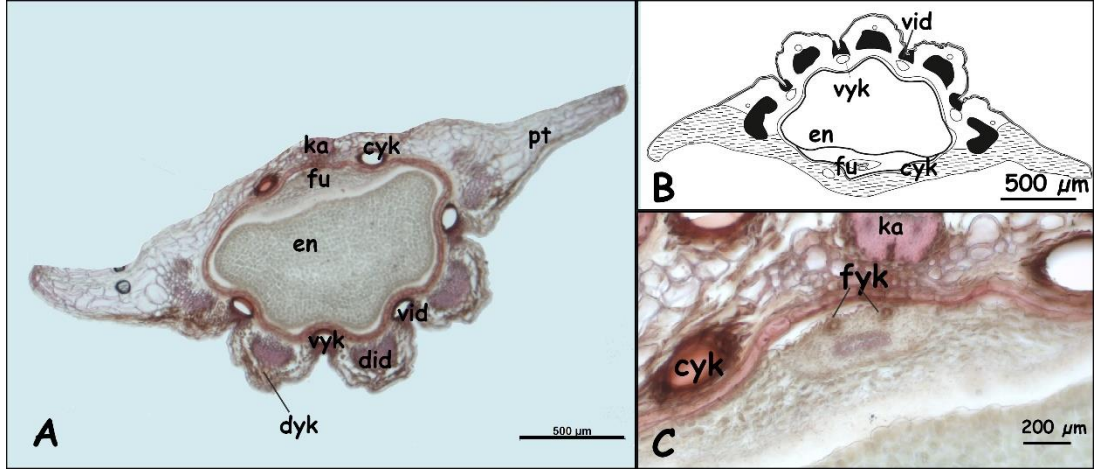 ka
cyk
pt
fu
en
vid
vyk
did
dyk
A
500 µm
vid
vyk
en
fu
cyk
B
500 µm
ka
fyk
cyk
C
200 µm